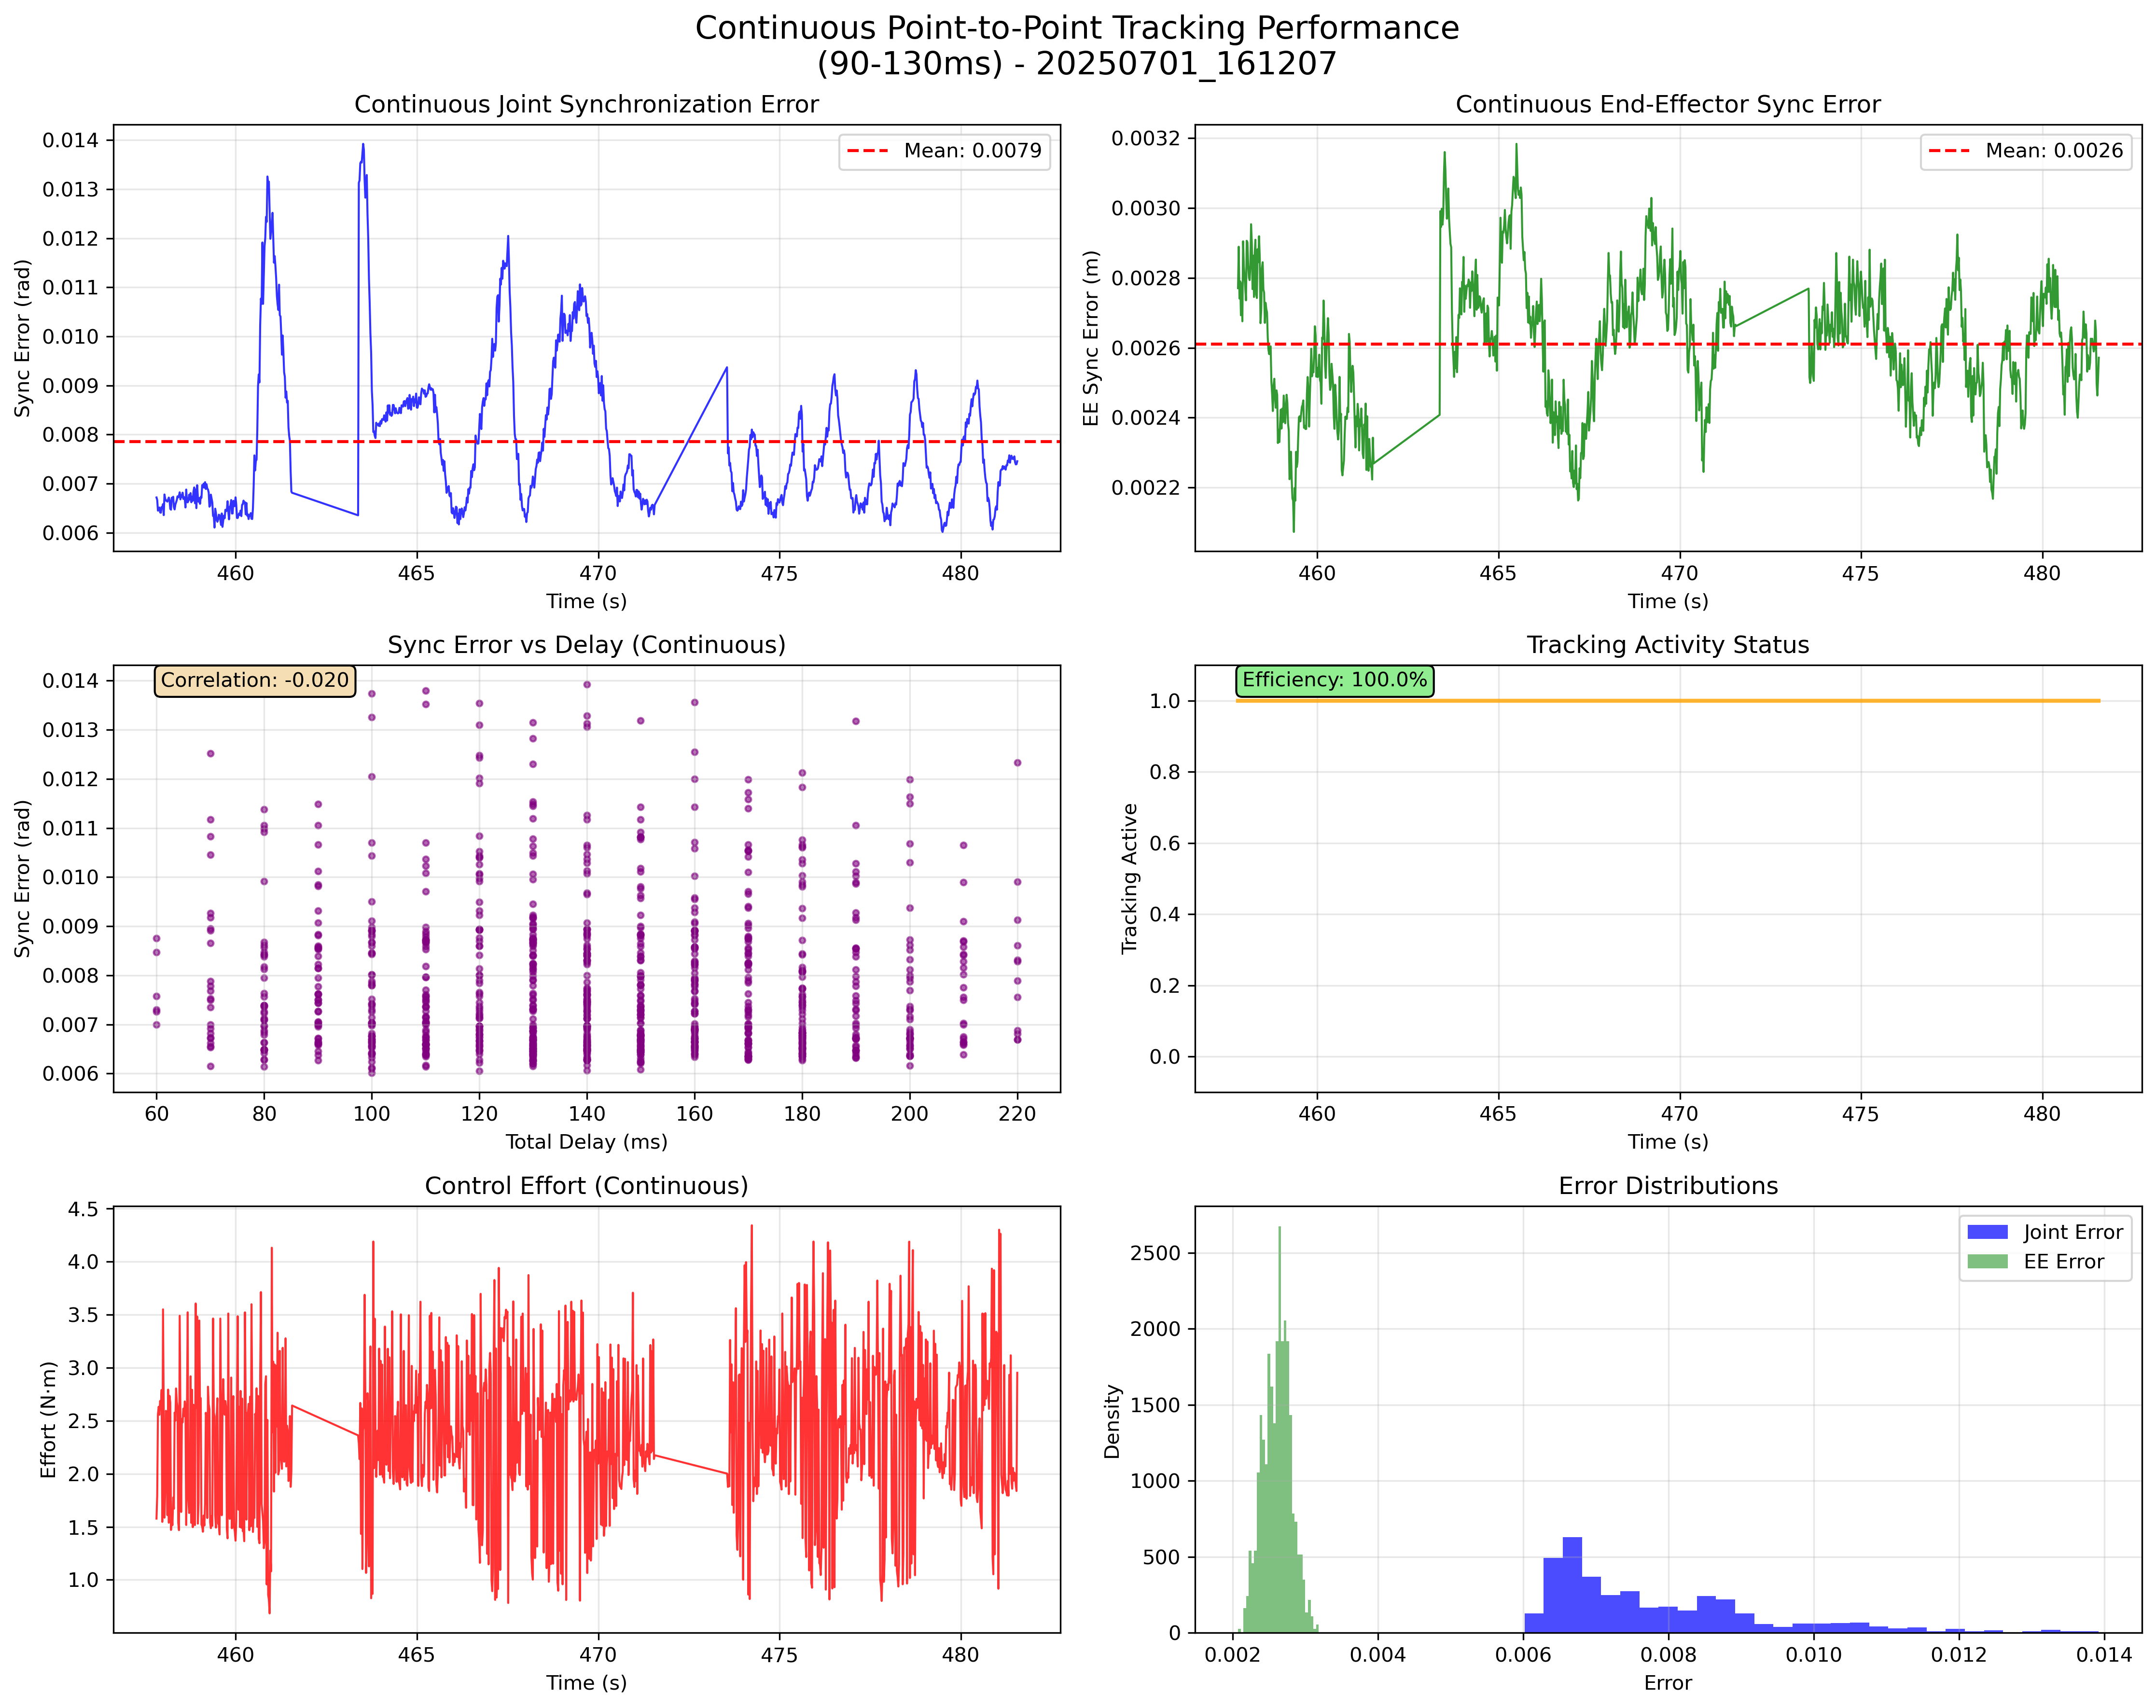 Continuous Point-to-Point Tracking Performance
(90-130ms) - 20250701_161207
Continuous Joint Synchronization Error
0.014
0.013
0.012
0.011
0.010
0.009
0.008
0.007
0.006
Sync Error (rad)
Mean: 0.0079
460 465 470 475 480
Time (s)
Continuous End-Effector Sync Error
0.0032
0.0030
0.0028
0.0026
0.0024
0.0022
EE Sync Error (m)
Mean: 0.0026
460 465 470 475 480
Time (s)
Sync Error vs Delay (Continuous)
Correlation: -0.020
0.014
0.013
0.012
0.011
0.010
0.009
0.008
0.007
0.006
Sync Error (rad)
60 80 100 120 140 160 180 200 220
Total Delay (ms)
Tracking Activity Status
Efficiency: 100.0%
1.0
0.8
0.6
0.4
0.2
0.0
Tracking Active
460 465 470 475 480
Time (s)
Control Effort (Continuous)
4.5
4.0
3.5
3.0
2.5
2.0
1.5
1.0
Effort (N·m)
460 465 470 475 480
Time (s)
Error Distributions
Joint Error
EE Error
2500
2000
1500
1000
500
0
Density
0.002 0.004 0.006 0.008 0.010 0.012 0.014
Error